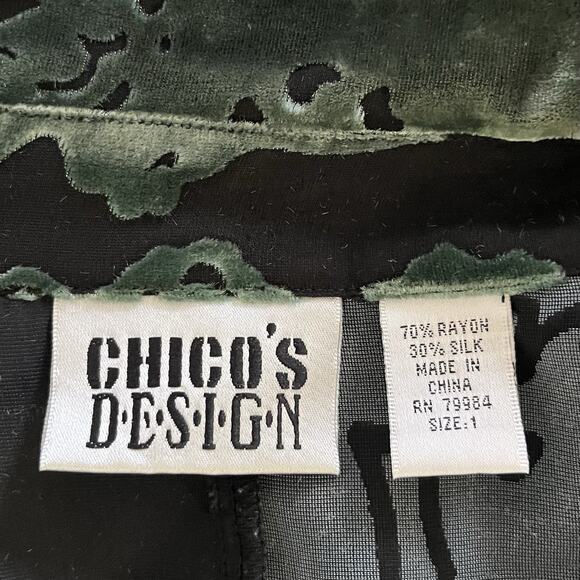 CHICO'S
D·E·S·I·G·N
70% RAYON
30% SILK
MADE IN
CHINA
RN 79984
SIZE:1